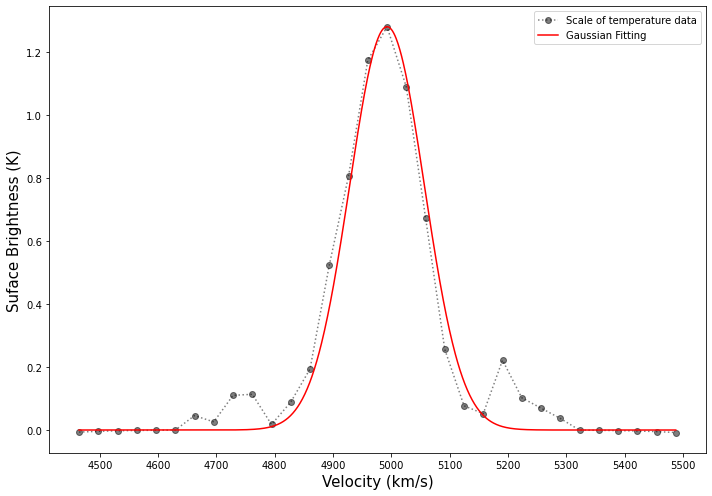 Scale of temperature data
Gaussian Fitting
Suface Brightness (K)
1.2
1.0
0.8
0.6
0.4
0.2
0.0
4500 4600 4700 4800 4900 5000 5100 5200 5300 5400 5500
Velocity (km/s)